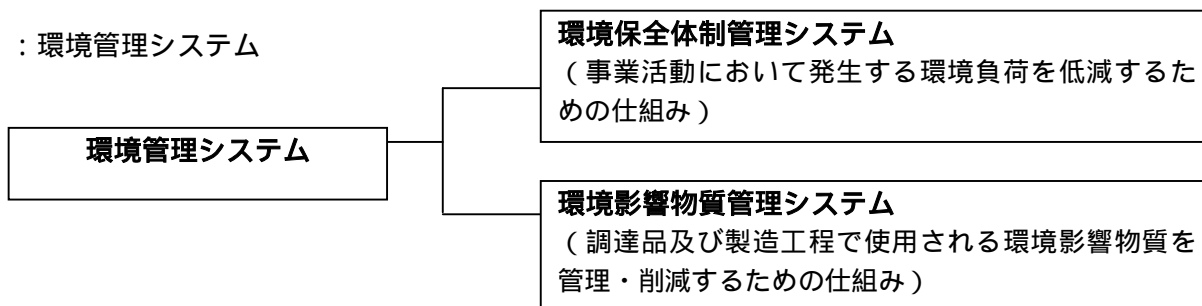 ：環境管理システム
環境管理システム
環境保全体制管理システム
（事業活動において発生する環境負荷を低減するた
めの仕組み）
環境影響物質管理システム
（調達品及び製造工程で使用される環境影響物質を
管理・削減するための仕組み）